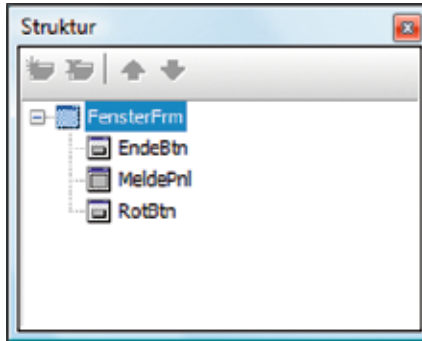 Struktur
FensterFrm
EndeBtn
MeldePnl
RotBtn